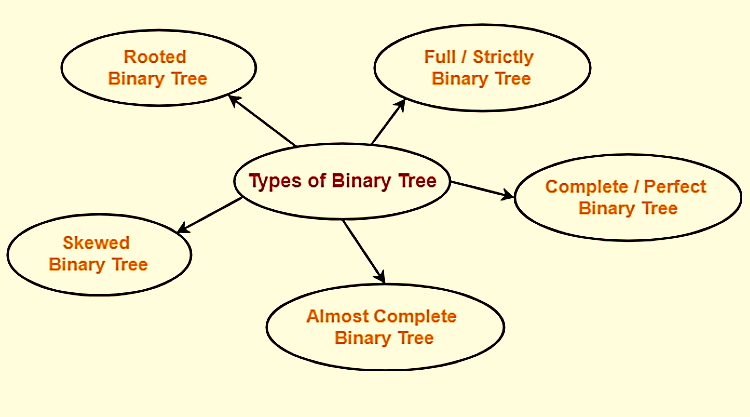 Rooted
Binary Tree
Full / Strictly
Binary Tree
Types of Binary Tree
Complete / Perfect
Binary Tree
Skewed
Binary Tree
Almost Complete
Binary Tree